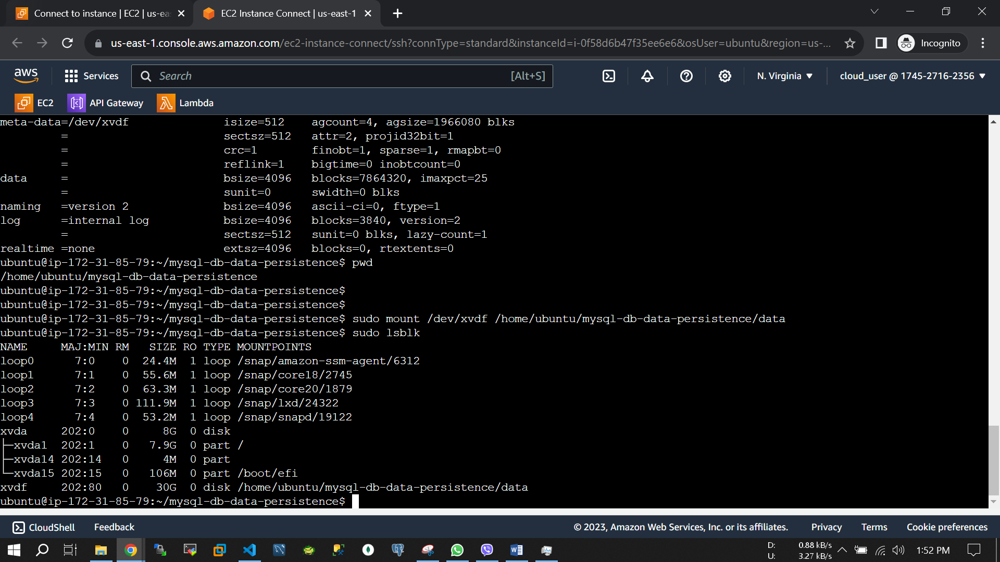 Connect to instance | EC2 | us-eas
EC2 Instance Connect | us-east-1
us-east-1.console.aws.amazon.com/ec2-instance-connect/ssh?connType=standard&instanceId=i-0f58d6b47f35ee6e6&osUser=ubuntu&region=us-...
Incognito
aws
Services
Search
[Alt+S]
N. Virginia
cloud_user @ 1745-2716-2356
EC2
API Gateway
Lambda
meta-data=/dev/xvdf              isize=512    agcount=4, agsize=1966080 blks
         =                       sectsz=512   attr=2, projid32bit=1
         =                       crc=1        finobt=1, sparse=1, rmapbt=0
         =                       reflink=1    bigtime=0 inobtcount=0
data     =                       bsize=4096   blocks=7864320, imaxpct=25
         =                       sunit=0      swidth=0 blks
naming   =version 2              bsize=4096   ascii-ci=0, ftype=1
log      =internal log           bsize=4096   blocks=3840, version=2
         =                       sectsz=512   sunit=0 blks, lazy-count=1
realtime =none                   extsz=4096   blocks=0, rtextents=0
ubuntu@ip-172-31-85-79:~/mysql-db-data-persistence$ pwd
/home/ubuntu/mysql-db-data-persistence
ubuntu@ip-172-31-85-79:~/mysql-db-data-persistence$
ubuntu@ip-172-31-85-79:~/mysql-db-data-persistence$
ubuntu@ip-172-31-85-79:~/mysql-db-data-persistence$ sudo mount /dev/xvdf /home/ubuntu/mysql-db-data-persistence/data
ubuntu@ip-172-31-85-79:~/mysql-db-data-persistence$ sudo lsblk
NAME     MAJ:MIN RM   SIZE RO TYPE MOUNTPOINTS
loop0      7:0    0  24.4M  1 loop /snap/amazon-ssm-agent/6312
loop1      7:1    0  55.6M  1 loop /snap/core18/2745
loop2      7:2    0  63.3M  1 loop /snap/core20/1879
loop3      7:3    0 111.9M  1 loop /snap/lxd/24322
loop4      7:4    0  53.2M  1 loop /snap/snapd/19122
xvda     202:0    0     8G  0 disk
├─xvda1  202:1    0   7.9G  0 part /
├─xvda14 202:14   0     4M  0 part
└─xvda15 202:15   0   106M  0 part /boot/efi
xvdf     202:80   0    30G  0 disk /home/ubuntu/mysql-db-data-persistence/data
ubuntu@ip-172-31-85-79:~/mysql-db-data-persistence$
CloudShell
Feedback
© 2023, Amazon Web Services, Inc. or its affiliates.
Privacy
Terms
Cookie preferences
D: 0.88 kB/s
U: 3.27 kB/s
1:52 PM